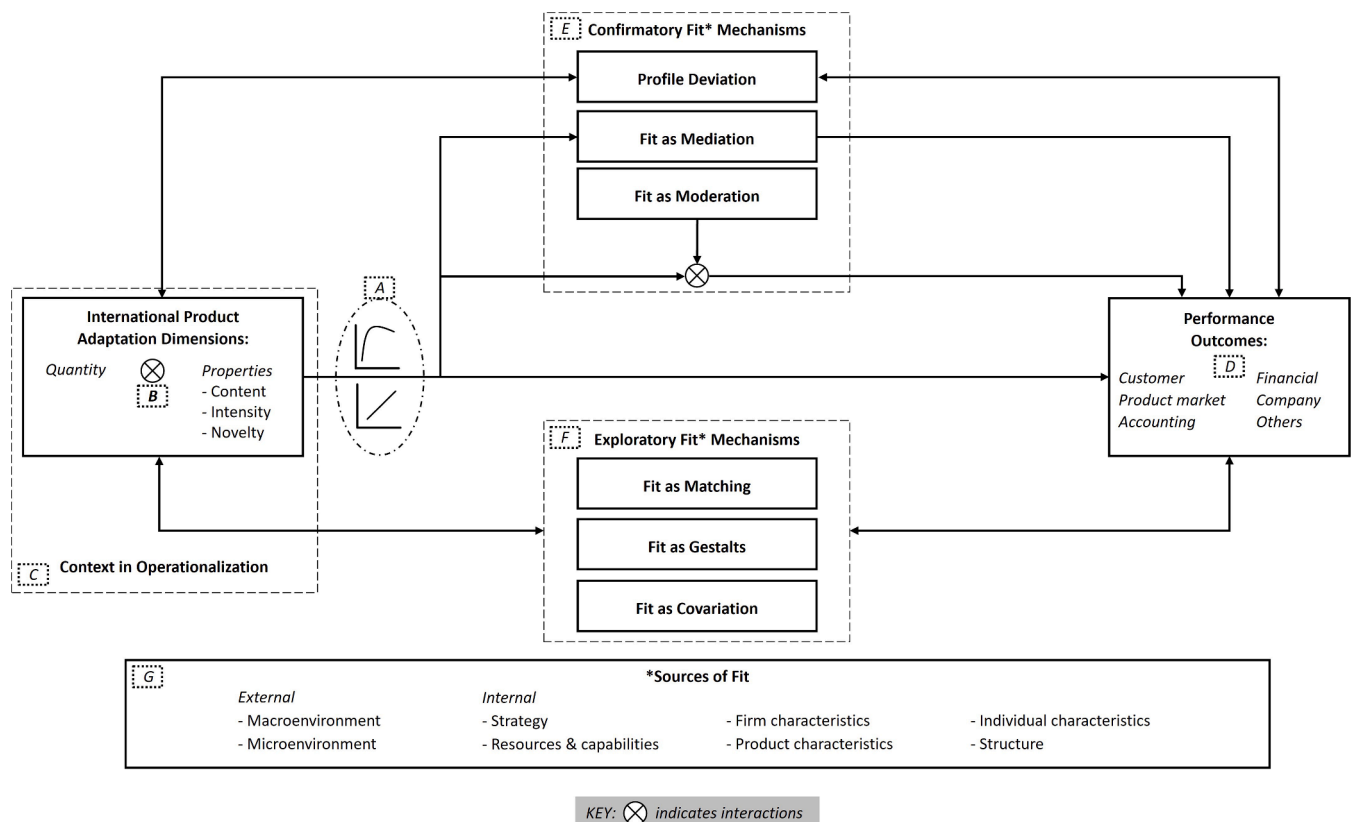 E Confirmatory Fit* Mechanisms
Profile Deviation
Fit as Mediation
Fit as Moderation
A
International Product
Adaptation Dimensions:
Quantity
B
Properties
- Content
- Intensity
- Novelty
C Context in Operationalization
Performance
Outcomes:
D
Customer Financial
Product market Company
Accounting Others
F Exploratory Fit* Mechanisms
Fit as Matching
Fit as Gestalts
Fit as Covariation
G *Sources of Fit
External Internal
- Macroenvironment - Strategy - Firm characteristics - Individual characteristics
- Microenvironment - Resources & capabilities - Product characteristics - Structure
KEY: indicates interactions